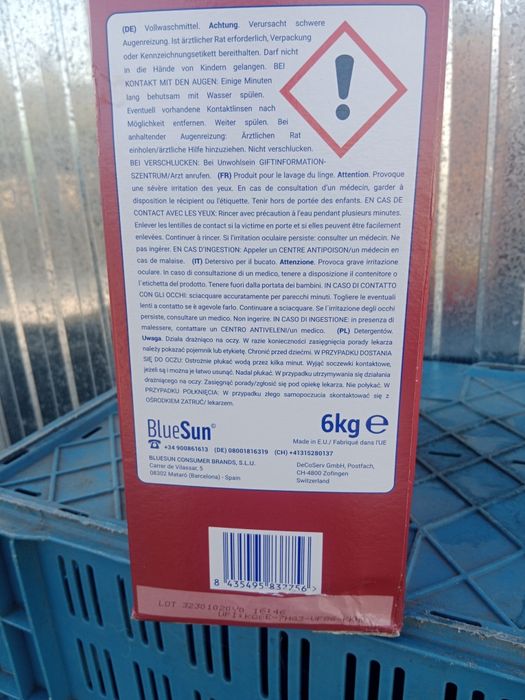 (DE) Vollwaschmittel. Achtung. Verursacht schwere
Augenreizung. Ist ärztlicher Rat erforderlich, Verpackung
oder Kennzeichnungsetikett bereithalten. Darf nicht
in die Hände von Kindern gelangen. BEI
KONTAKT MIT DEN AUGEN: Einige Minuten
lang behutsam mit Wasser spülen.
Eventuell vorhandene Kontaktlinsen nach
Möglichkeit entfernen. Weiter spülen. Bei
anhaltender Augenreizung: Ärztlichen Rat
einholen/ärztliche Hilfe hinzuziehen. Nicht verschlucken.
BEI VERSCHLUCKEN: Bei Unwohlsein GIFTINFORMATION-
SZENTRUM/Arzt anrufen. (FR) Produit pour le lavage du linge. Attention. Provoque
une sévère irritation des yeux. En cas de consultation d'un médecin, garder à
disposition le récipient ou l'étiquette. Tenir hors de portée des enfants. EN CAS DE
CONTACT AVEC LES YEUX: Rincer avec précaution à l'eau pendant plusieurs minutes.
Enlever les lentilles de contact si la victime en porte et si elles peuvent être facilement
enlevées. Continuer à rincer. Si l'irritation oculaire persiste: consulter un médecin. Ne
pas ingérer. EN CAS D'INGESTION: Appeler un CENTRE ANTIPOISON/un médecin en
cas de malaise. (IT) Detersivo per il bucato. Attenzione. Provoca grave irritazione
oculare. In caso di consultazione di un medico, tenere a disposizione il contenitore o
l'etichetta del prodotto. Tenere fuori dalla portata dei bambini. IN CASO DI CONTATTO
CON GLI OCCHI: sciacquare accuratamente per parecchi minuti. Togliere le eventuali
lenti a contatto se è agevole farlo. Continuare a sciacquare. Se l'irritazione degli occhi
persiste, consultare un medico. Non ingerire. IN CASO DI INGESTIONE: in presenza di
malessere, contattare un CENTRO ANTIVELENI/un medico. (PL) Detergentów.
Uwaga. Działa drażniąco na oczy. W razie konieczności zasięgnięcia porady lekarza
należy pokazać pojemnik lub etykietę. Chronić przed dziećmi. W PRZYPADKU DOSTANIA
SIĘ DO OCZU: Ostrożnie płukać wodą przez kilka minut. Wyjąć soczewki kontaktowe,
jeżeli są i można je łatwo usunąć. Nadal płukać. W przypadku utrzymywania się działania
drażniącego na oczy: Zasięgnąć porady/zgłosić się pod opiekę lekarza. Nie połykać. W
PRZYPADKU POŁKNIĘCIA: W przypadku złego samopoczucia skontaktować się z
OŚRODKIEM ZATRUĆ/ lekarzem.
BlueSun©
6kg ℮
Made in E.U./ Fabriqué dans l'UE
☎ +34 900861613 (DE) 08001816319 (CH) +41315280137
BLUESUN CONSUMER BRANDS, S.L.U.
Carrer de Vilassar, 5
08302 Mataró (Barcelona) - Spain
DeCoServ GmbH, Postfach,
CH-4800 Zofingen
Switzerland
8 435495 837756 >
LOT 32301020V0 16:46